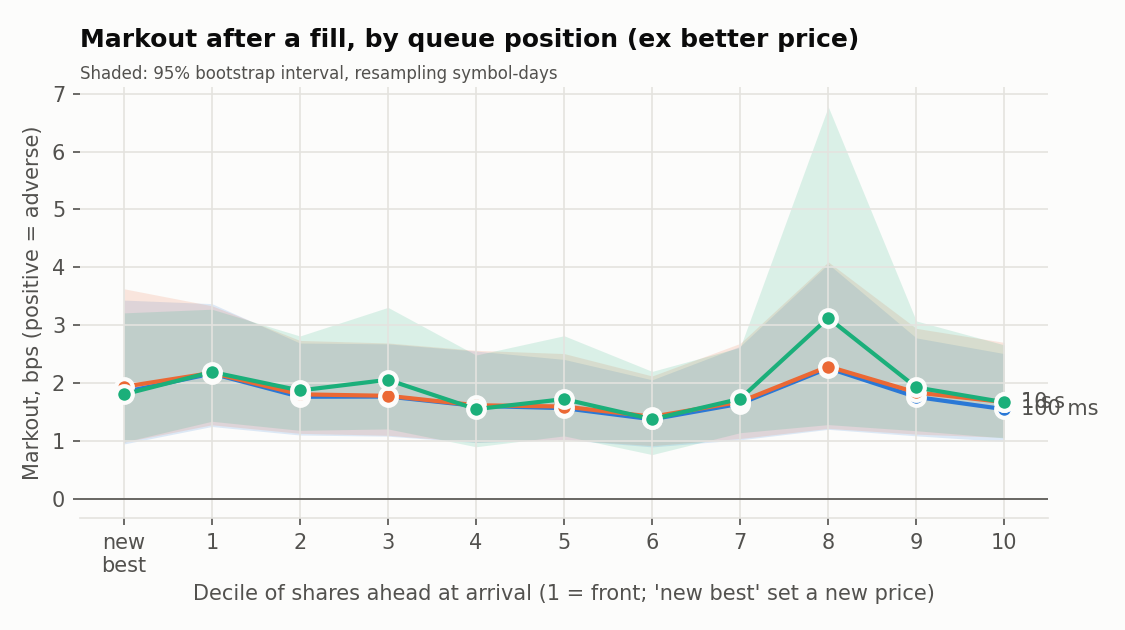 Markout after a fill, by queue position (ex better price)
Shaded: 95% bootstrap interval, resampling symbol-days
Markout, bps (positive = adverse)
7
6
5
4
3
2
1
0
10 s
100 ms
new best
1
2
3
4
5
6
7
8
9
10
Decile of shares ahead at arrival (1 = front; 'new best' set a new price)